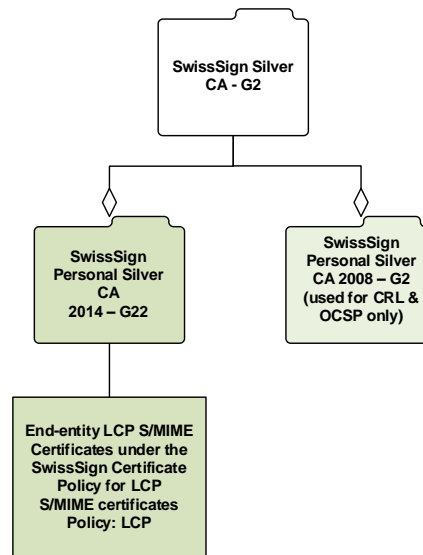 SwissSign Silver
CA - G2
SwissSign
Personal Silver
CA
2014 – G22
SwissSign
Personal Silver
CA 2008 – G2
(used for CRL &
OCSP only)
End-entity LCP S/MIME
Certificates under the
SwissSign Certificate
Policy for LCP
S/MIME certificates
Policy: LCP